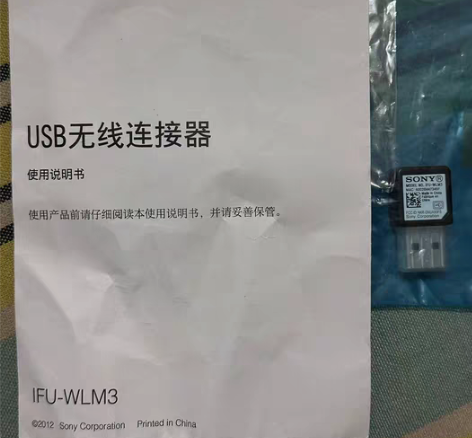 USB无线连接器
使用说明书
使用产品前请仔细阅读本使用说明书，并请妥善保管。
IFU-WLM3
©2012 Sony Corporation Printed in China
SONY
Sony Corporation